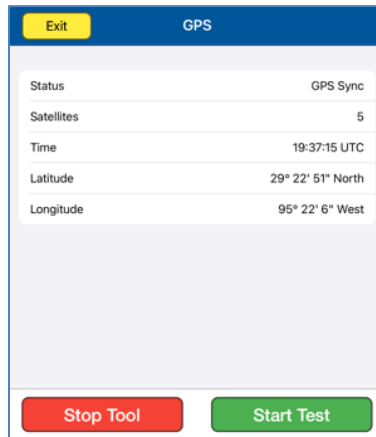 Exit GPS
Status GPS Sync
Satellites 5
Time 19:37:15 UTC
Latitude 29° 22' 51" North
Longitude 95° 22' 6" West
Stop Tool Start Test